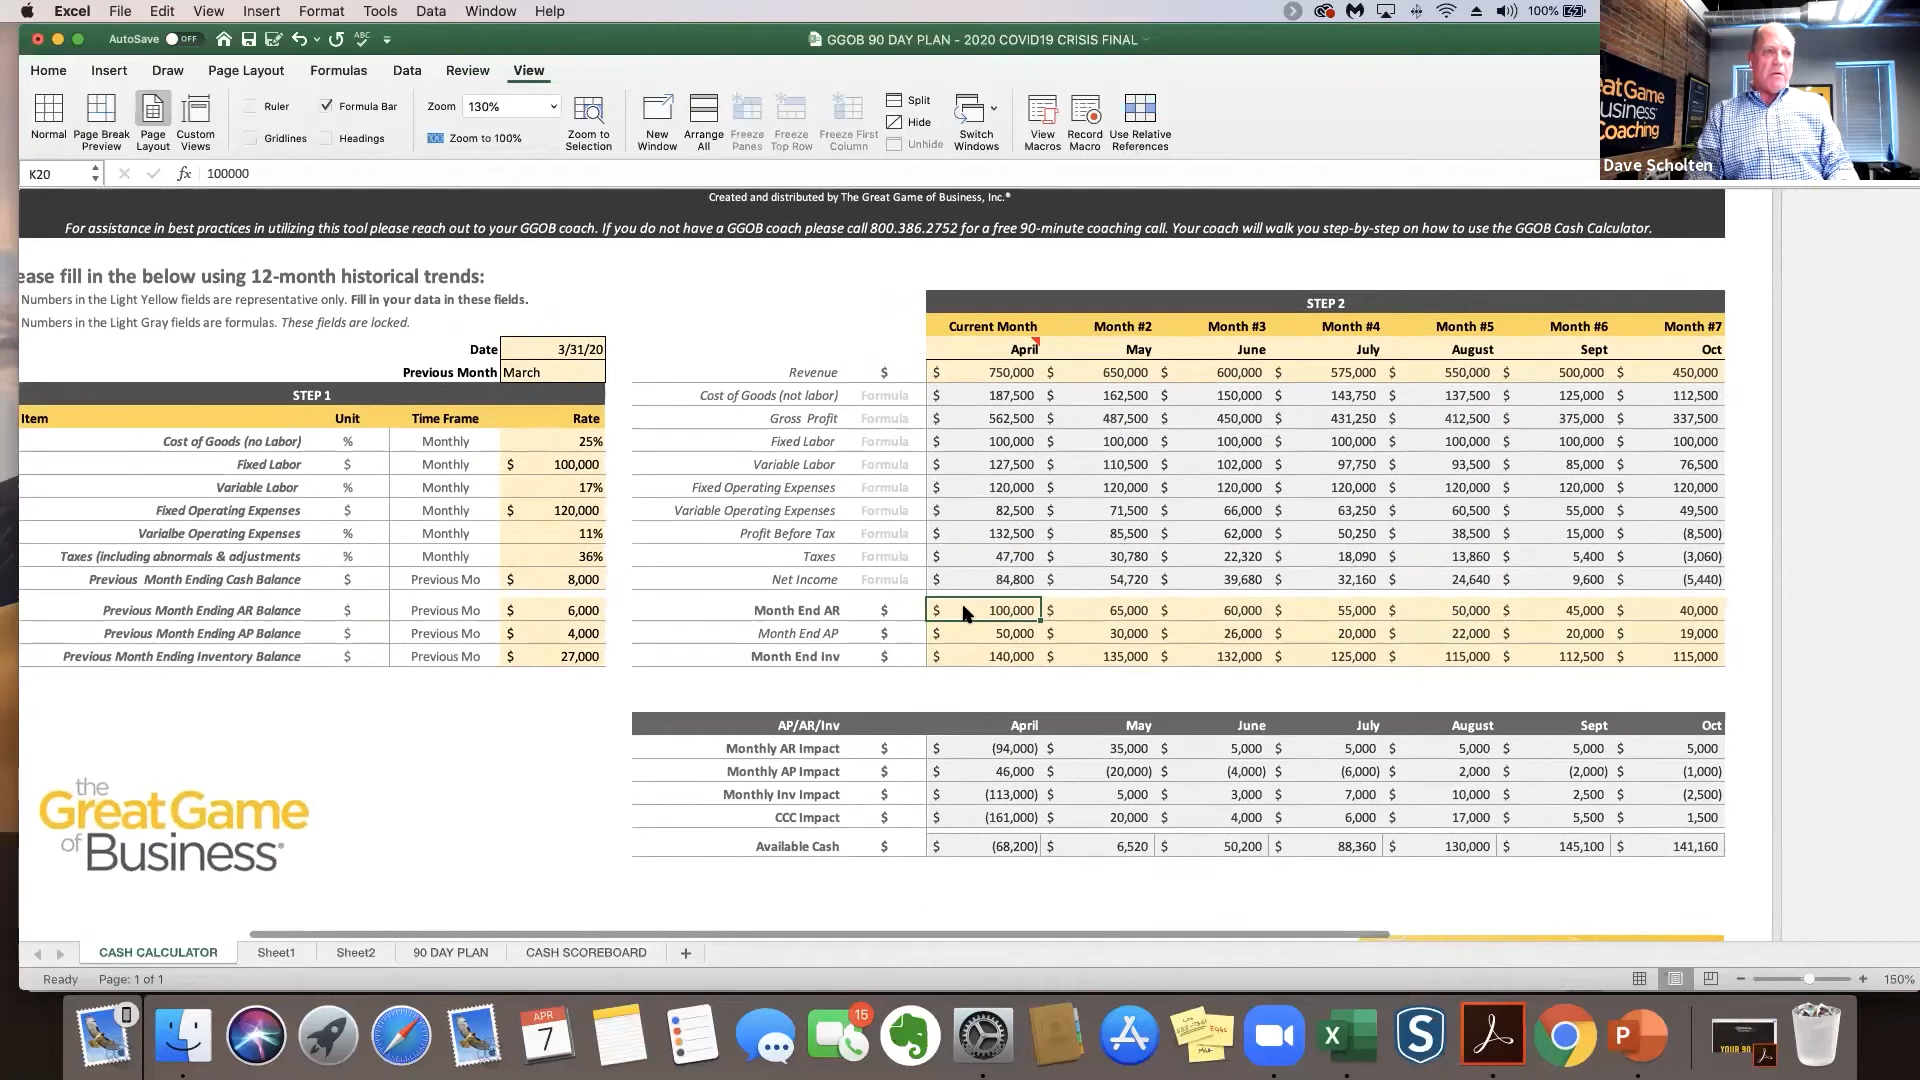 Excel File Edit View Insert Format Tools Data Window Help 100%
AutoSave OFF ABC GGOB 90 DAY PLAN - 2020 COVID19 CRISIS FINAL
Home Insert Draw Page Layout Formulas Data Review View
Ruler Formula Bar Zoom 130% Split
Gridlines Headings Zoom to 100% Hide
Unhide
Normal Page Break Preview Page Layout Custom Views Zoom to Selection New Window Arrange All Freeze Panes Freeze Top Row Freeze First Column Switch Windows View Macros Record Macro Use Relative References
eat Game
usiness
Coaching
Dave Scholten
K20 fx 100000
Created and distributed by The Great Game of Business, Inc.®
For assistance in best practices in utilizing this tool please reach out to your GGOB coach. If you do not have a GGOB coach please call 800.386.2752 for a free 90-minute coaching call. Your coach will walk you step-by-step on how to use the GGOB Cash Calculator.
ease fill in the below using 12-month historical trends:
Numbers in the Light Yellow fields are representative only. Fill in your data in these fields.
Numbers in the Light Gray fields are formulas. These fields are locked.
Date 3/31/20
Previous Month March
STEP 1
Item Unit Time Frame Rate
Cost of Goods (no Labor) % Monthly 25%
Fixed Labor $ Monthly $ 100,000
Variable Labor % Monthly 17%
Fixed Operating Expenses $ Monthly $ 120,000
Varialbe Operating Expenses % Monthly 11%
Taxes (including abnormals & adjustments % Monthly 36%
Previous Month Ending Cash Balance $ Previous Mo $ 8,000
Previous Month Ending AR Balance $ Previous Mo $ 6,000
Previous Month Ending AP Balance $ Previous Mo $ 4,000
Previous Month Ending Inventory Balance $ Previous Mo $ 27,000
STEP 2
Current Month Month #2 Month #3 Month #4 Month #5 Month #6 Month #7
April May June July August Sept Oct
Revenue $ $ 750,000 $ 650,000 $ 600,000 $ 575,000 $ 550,000 $ 500,000 $ 450,000
Cost of Goods (not labor) Formula $ 187,500 $ 162,500 $ 150,000 $ 143,750 $ 137,500 $ 125,000 $ 112,500
Gross Profit Formula $ 562,500 $ 487,500 $ 450,000 $ 431,250 $ 412,500 $ 375,000 $ 337,500
Fixed Labor Formula $ 100,000 $ 100,000 $ 100,000 $ 100,000 $ 100,000 $ 100,000 $ 100,000
Variable Labor Formula $ 127,500 $ 110,500 $ 102,000 $ 97,750 $ 93,500 $ 85,000 $ 76,500
Fixed Operating Expenses Formula $ 120,000 $ 120,000 $ 120,000 $ 120,000 $ 120,000 $ 120,000 $ 120,000
Variable Operating Expenses Formula $ 82,500 $ 71,500 $ 66,000 $ 63,250 $ 60,500 $ 55,000 $ 49,500
Profit Before Tax Formula $ 132,500 $ 85,500 $ 62,000 $ 50,250 $ 38,500 $ 15,000 $ (8,500)
Taxes Formula $ 47,700 $ 30,780 $ 22,320 $ 18,090 $ 13,860 $ 5,400 $ (3,060)
Net Income Formula $ 84,800 $ 54,720 $ 39,680 $ 32,160 $ 24,640 $ 9,600 $ (5,440)
Month End AR $ $ 100,000 $ 65,000 $ 60,000 $ 55,000 $ 50,000 $ 45,000 $ 40,000
Month End AP $ $ 50,000 $ 30,000 $ 26,000 $ 20,000 $ 22,000 $ 20,000 $ 19,000
Month End Inv $ $ 140,000 $ 135,000 $ 132,000 $ 125,000 $ 115,000 $ 112,500 $ 115,000
AP/AR/Inv April May June July August Sept Oct
Monthly AR Impact $ $ (94,000) $ 35,000 $ 5,000 $ 5,000 $ 5,000 $ 5,000 $ 5,000
Monthly AP Impact $ $ 46,000 $ (20,000) $ (4,000) $ (6,000) $ 2,000 $ (2,000) $ (1,000)
Monthly Inv Impact $ $ (113,000) $ 5,000 $ 3,000 $ 7,000 $ 10,000 $ 2,500 $ (2,500)
CCC Impact $ $ (161,000) $ 20,000 $ 4,000 $ 6,000 $ 17,000 $ 5,500 $ 1,500
Available Cash $ $ (68,200) $ 6,520 $ 50,200 $ 88,360 $ 130,000 $ 145,100 $ 141,160
the
Great Game
of Business®
CASH CALCULATOR Sheet1 Sheet2 90 DAY PLAN CASH SCOREBOARD +
Ready Page: 1 of 1 150%
APR
7
15
X
S
P
YOUR 90